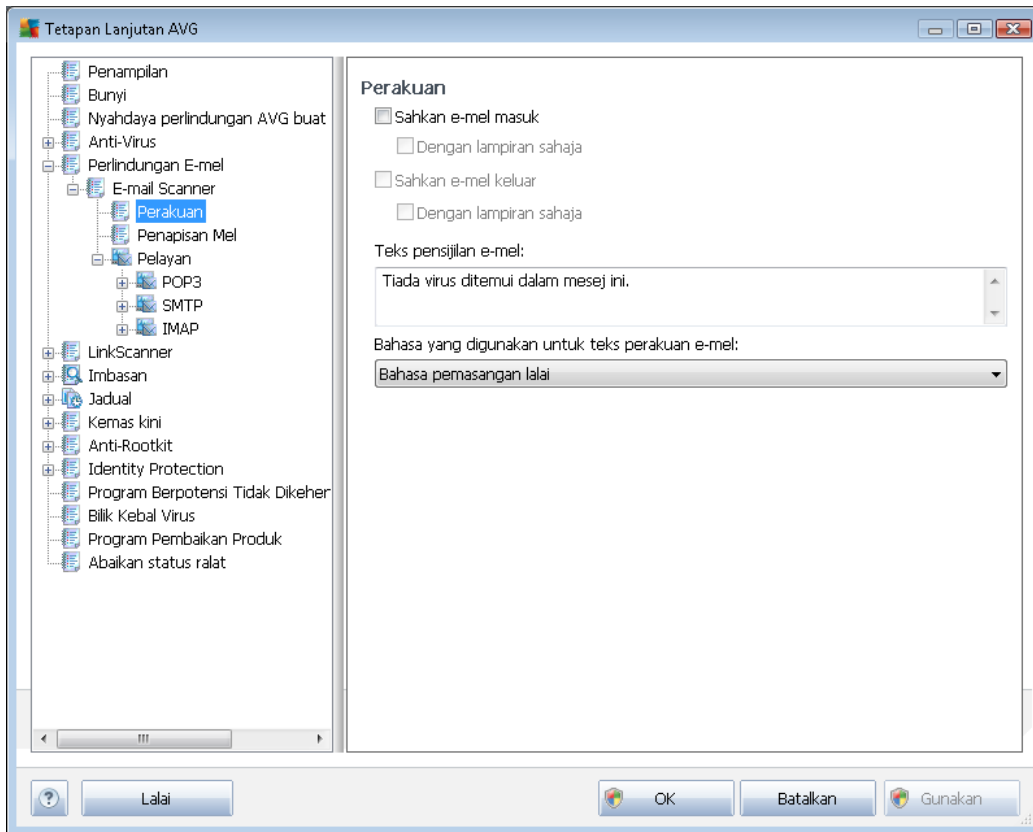 Tetapan Lanjutan AVG
Penampilan
Bunyi
Nyahdaya perlindungan AVG buat
Anti-Virus
Perlindungan E-mel
E-mail Scanner
Perakuan
Penapisan Mel
Pelayan
POP3
SMTP
IMAP
LinkScanner
Imbasan
Jadual
Kemas kini
Anti-Rootkit
Identity Protection
Program Berpotensi Tidak Dikeher
Bilik Kebal Virus
Program Pembaikan Produk
Abaikan status ralat
Perakuan
Sahkan e-mel masuk
Dengan lampiran sahaja
Sahkan e-mel keluar
Dengan lampiran sahaja
Teks pensijilan e-mel:
Tiada virus ditemui dalam mesej ini.
Bahasa yang digunakan untuk teks perakuan e-mel:
Bahasa pemasangan lalai
?
Lalai
OK
Batalkan
Gunakan